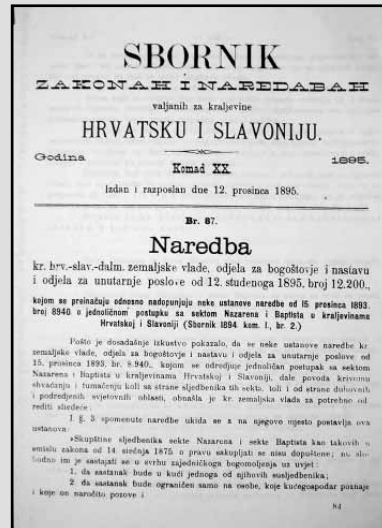 SBORNIK
ZAKONAH I NAREDABAH
valjanih za kraljevine
HRVATSKU I SLAVONIJU.
Godina 1895.
Komad XX.
Izdan i razposlan dne 12. prosinca 1895.
Br. 87.
Naredba
kr. hrv.-slav.-dalm. zemaljske vlade, odjela za bogoštovje i nastavu
i odjela za unutarnje poslove od 12. studenoga 1895. broj 12.200.,
kojom se preinačuju odnosno nadopunjuju neke ustanove naredbe od 15 prosinca 1893.
broj 8940 o jednoličnom postupku sa sektom Nazarena i Baptista u kraljevinama
Hrvatskoj i Slavoniji (Sbornik 1894 kom. I., br. 2.)
Pošto je dosadašnje izkustvo pokazalo, da se neke ustanove naredbe kr.
zemaljske vlade, odjela za bogoštovje i nastavu i odjela za unutarnje poslove od
15. prosinca 1893, br. 8.940., kojom se odredjuje jednoličan postupak sa sektom
Nazarena i Baptista u kraljevinama Hrvatskoj i Slavoniji, dale povoda krivomu
shvaćanju i tumačenju koli sa strane sljedbenika tih sekta, toli i od strane duhovnih
i podredjenih svjetovnih oblasti, obnašla je kr. zemaljska vlada za potrebno od
rediti sliedeće:
I. §. 3. spomenute naredbe ukida se a na njegovo mjesto postavlja ova
ustanova:
»Skupštine sljedbenika sekte Nazarena i sekte Baptista kao takovih u
smislu zakona od 14. siečnja 1875 o pravu sakupljati se nisu dopuštene; no slo-
bodno im je sastajati se u svrhu zajedničkoga bogomoljenja uz uvjet:
1. da sastanak bude u kući jednoga od njihovih susljedbenika;
2. da sastanak bude ograničen samo na osobe, koje kućegospodar poznaje
i koje on naročito pozove i
84